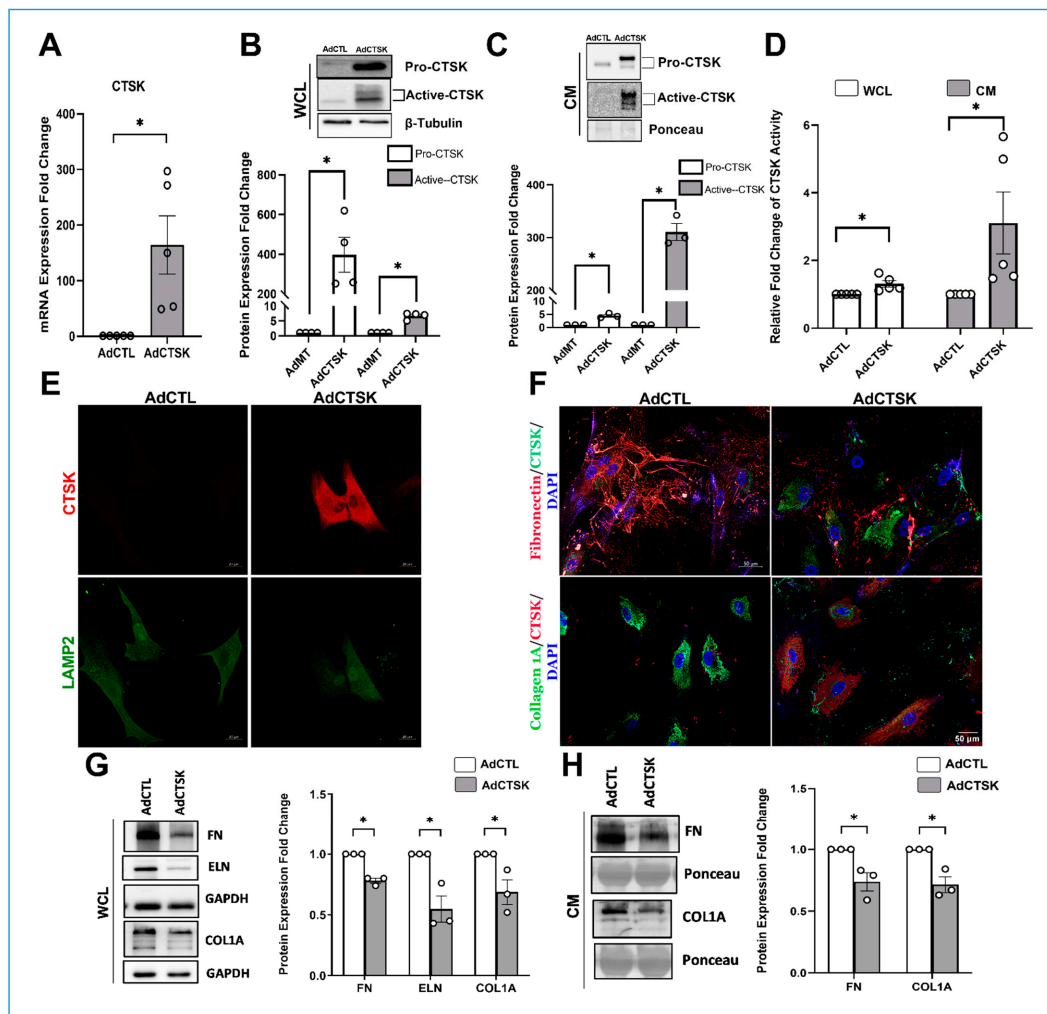 A
CTSK
mRNA Expression Fold Change
400
300
200
100
0
*
AdCTL
AdCTSK
B
AdCTL AdCTSK
WCL
Pro-CTSK
Active-CTSK
β-Tubulin
Pro-CTSK
Active--CTSK
Protein Expression Fold Change
800
600
400
200
10
5
0
*
*
AdMT
AdCTSK
AdMT
AdCTSK
C
AdCTL AdCTSK
CM
Pro-CTSK
Active-CTSK
Ponceau
Pro-CTSK
Active--CTSK
Protein Expression Fold Change
400
300
200
100
10
5
0
*
*
AdMT
AdCTSK
AdMT
AdCTSK
D
WCL
CM
Relative Fold Change of CTSK Activity
6
4
2
0
*
*
AdCTL
AdCTSK
AdCTL
AdCTSK
E
AdCTL
AdCTSK
CTSK
LAMP2
F
AdCTL
AdCTSK
Fibronectin/CTSK/
DAPI
50 µm
Collagen 1A/CTSK/
DAPI
50 µm
G
AdCTL
AdCTSK
WCL
FN
ELN
GAPDH
COL1A
GAPDH
AdCTL
AdCTSK
Protein Expression Fold Change
1.5
1.0
0.5
0.0
*
*
*
FN
ELN
COL1A
H
AdCTL
AdCTSK
CM
FN
Ponceau
COL1A
Ponceau
AdCTL
AdCTSK
Protein Expression Fold Change
1.5
1.0
0.5
0.0
*
*
FN
COL1A